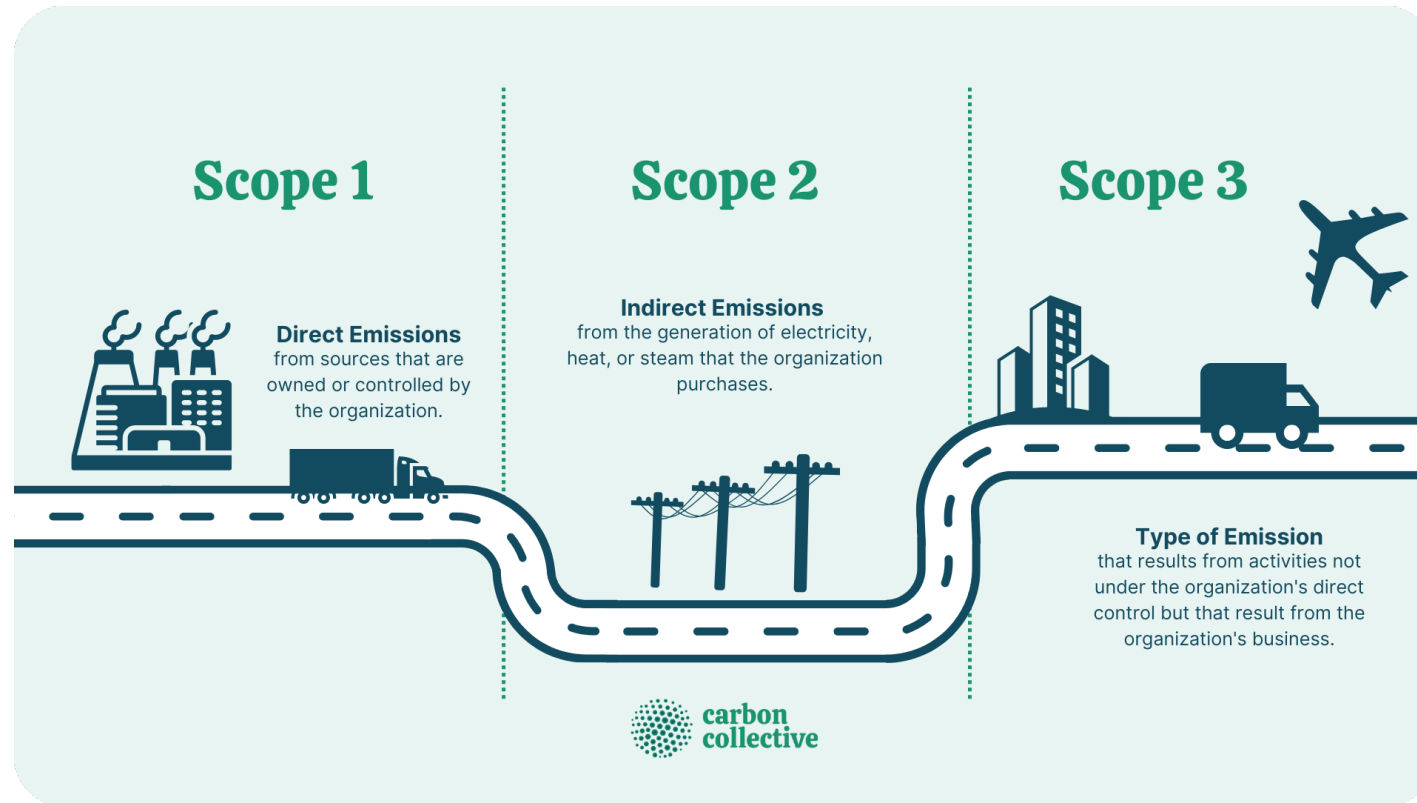 Scope 1
Direct Emissions
from sources that are
owned or controlled by
the organization.
Scope 2
Indirect Emissions
from the generation of electricity,
heat, or steam that the organization
purchases.
Scope 3
Type of Emission
that results from activities not
under the organization's direct
control but that result from the
organization's business.
carbon
collective